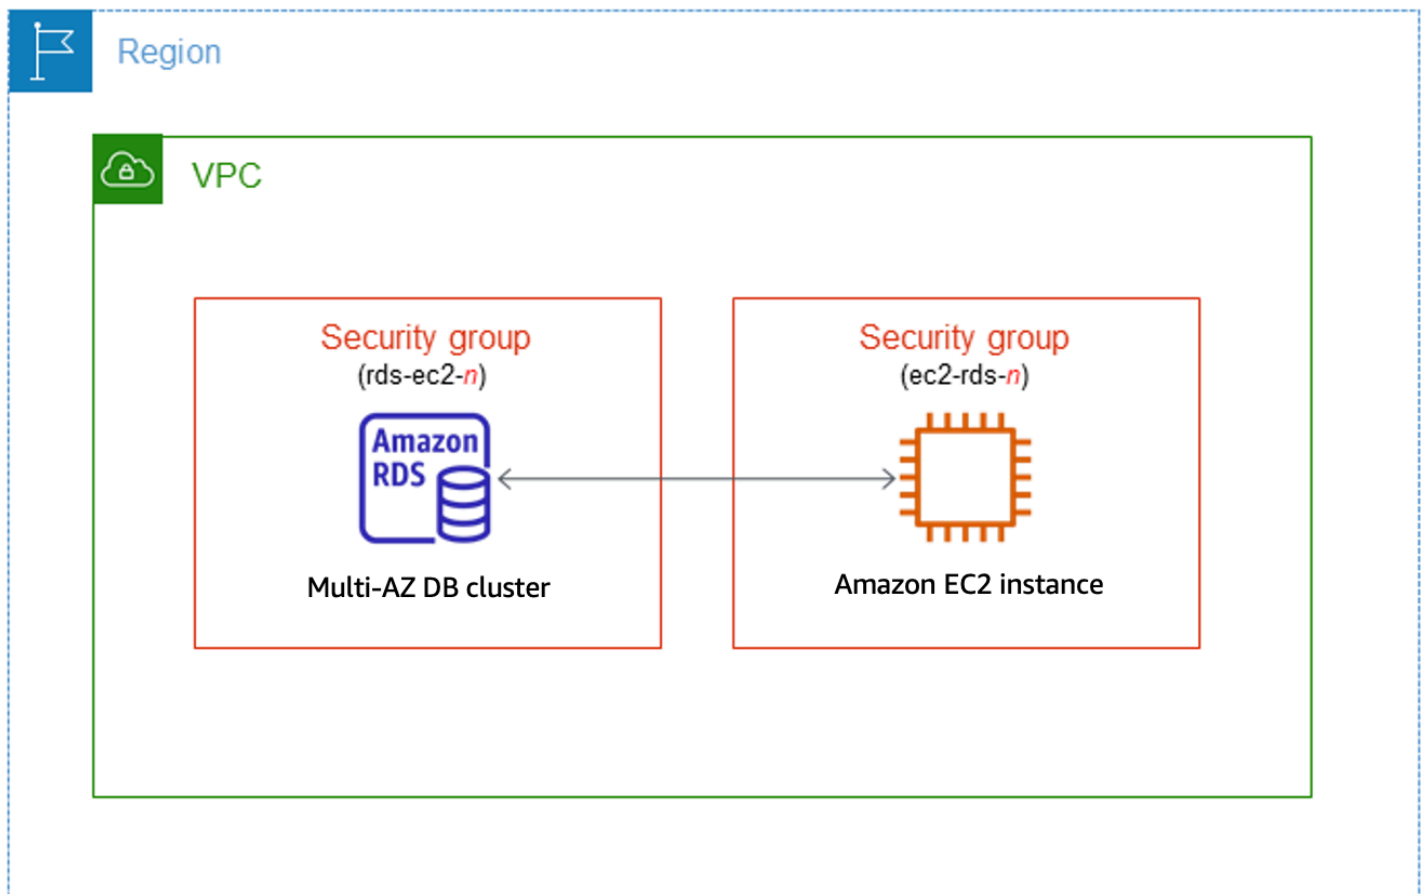 Region
VPC
Security group
(rds-ec2-n)
Amazon
RDS
Multi-AZ DB cluster
Security group
(ec2-rds-n)
Amazon EC2 instance